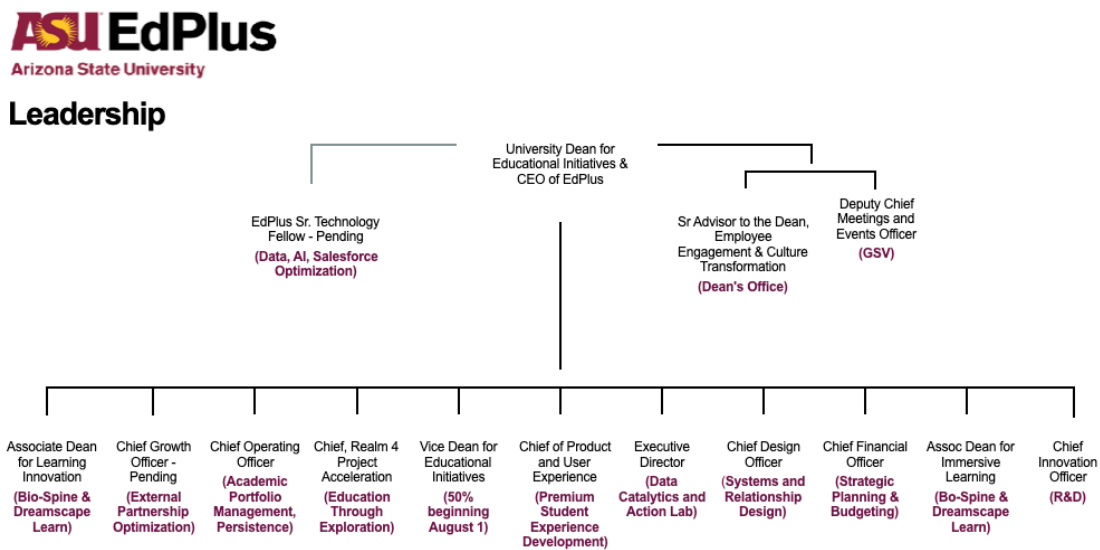 ASU EdPlus
Arizona State University
Leadership
University Dean for
Educational Initiatives &
CEO of EdPlus
EdPlus Sr. Technology
Fellow - Pending
(Data, AI, Salesforce
Optimization)
Sr Advisor to the Dean,
Employee
Engagement & Culture
Transformation
(Dean's Office)
Deputy Chief
Meetings and
Events Officer
(GSV)
Associate Dean
for Learning
Innovation
(Bio-Spine &
Dreamscape
Learn)
Chief Growth
Officer -
Pending
(External
Partnership
Optimization)
Chief Operating
Officer
(Academic
Portfolio
Management,
Persistence)
Chief, Realm 4
Project
Acceleration
(Education
Through
Exploration)
Vice Dean for
Educational
Initiatives
(50%
beginning
August 1)
Chief of Product
and User
Experience
(Premium
Student
Experience
Development)
Executive
Director
(Data
Catalytics and
Action Lab)
Chief Design
Officer
(Systems and
Relationship
Design)
Chief Financial
Officer
(Strategic
Planning &
Budgeting)
Assoc Dean for
Immersive
Learning
(Bo-Spine &
Dreamscape
Learn)
Chief
Innovation
Officer
(R&D)